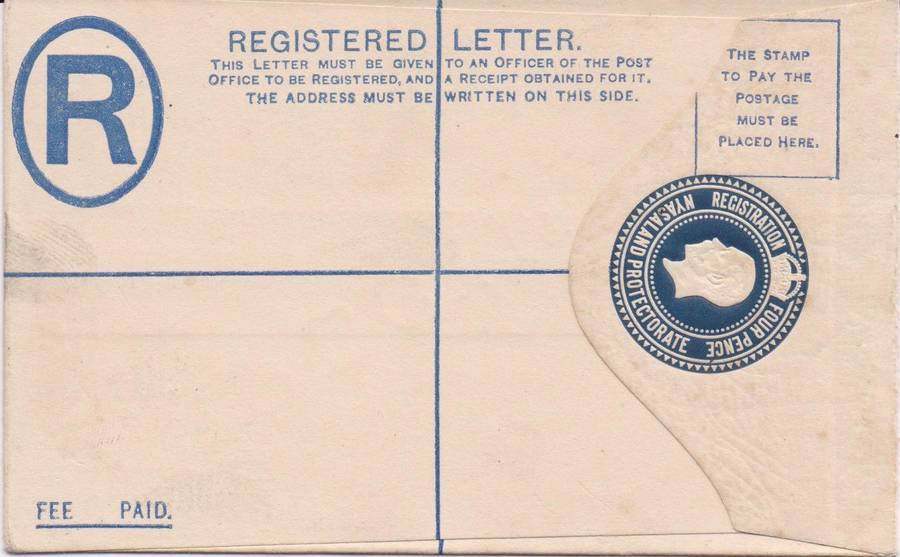 R
REGISTERED LETTER.
THIS LETTER MUST BE GIVEN TO AN OFFICER OF THE POST
OFFICE TO BE REGISTERED, AND A RECEIPT OBTAINED FOR IT.
THE ADDRESS MUST BE WRITTEN ON THIS SIDE.
THE STAMP
TO PAY THE
POSTAGE
MUST BE
PLACED HERE.
NYASALAND PROTECTORATE
REGISTRATION FOUR PENCE
FEE PAID.